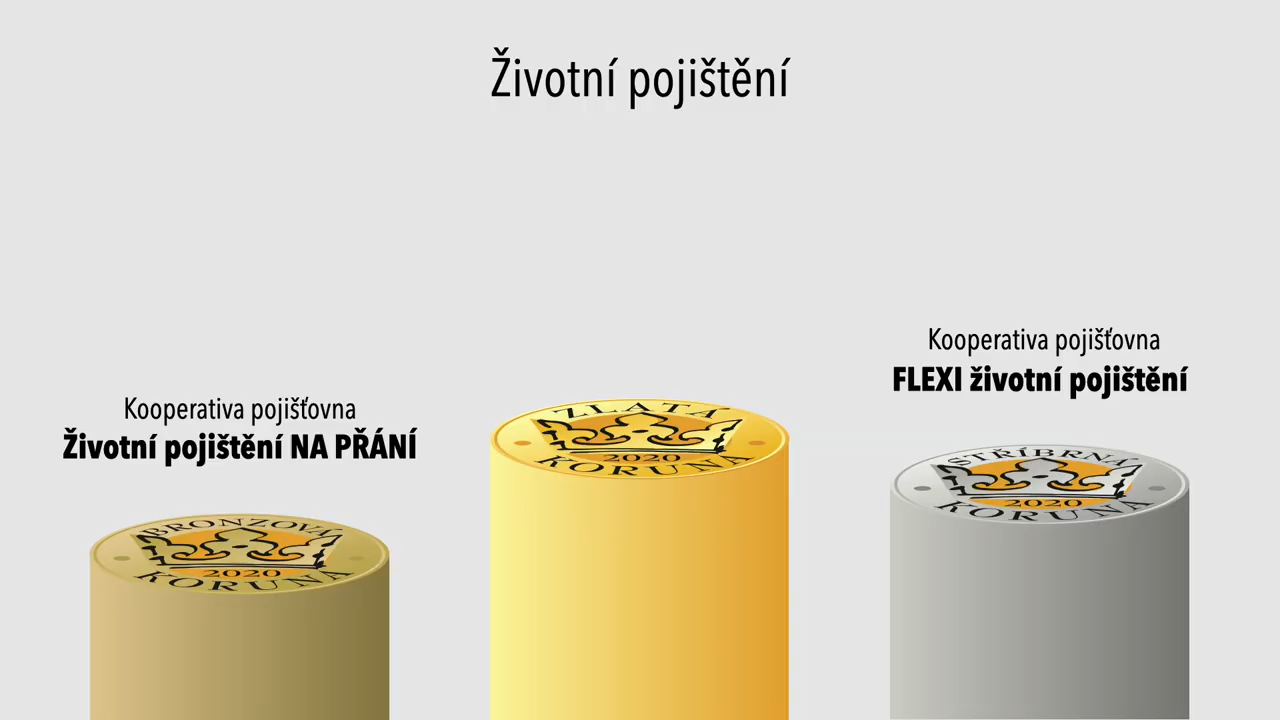 Životní pojištění
Kooperativa pojišťovna
FLEXI životní pojištění
Kooperativa pojišťovna
Životní pojištění NA PŘÁNÍ
ZLATÁ
2020
KORUNA
STŘÍBRNÁ
2020
KORUNA
BRONZOVÁ
2020
KORUNA